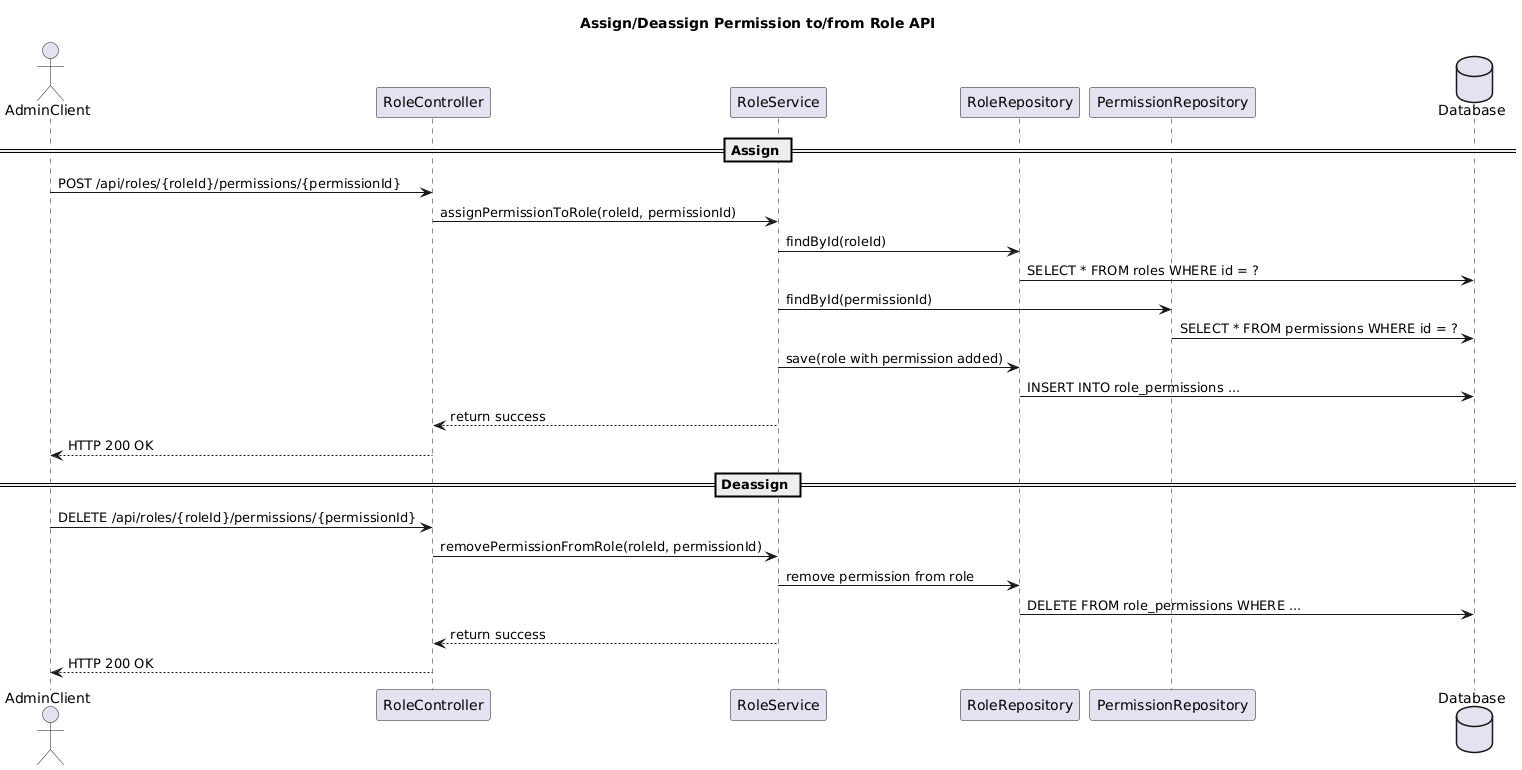 Assign/Deassign Permission to/from Role API
AdminClient
RoleController
RoleService
RoleRepository
PermissionRepository
Database
Assign
POST /api/roles/{roleId}/permissions/{permissionId}
assignPermissionToRole(roleId, permissionId)
findById(roleId)
SELECT * FROM roles WHERE id = ?
findById(permissionId)
SELECT * FROM permissions WHERE id = ?
save(role with permission added)
INSERT INTO role_permissions ...
return success
HTTP 200 OK
Deassign
DELETE /api/roles/{roleId}/permissions/{permissionId}
removePermissionFromRole(roleId, permissionId)
remove permission from role
DELETE FROM role_permissions WHERE ...
return success
HTTP 200 OK
AdminClient
RoleController
RoleService
RoleRepository
PermissionRepository
Database